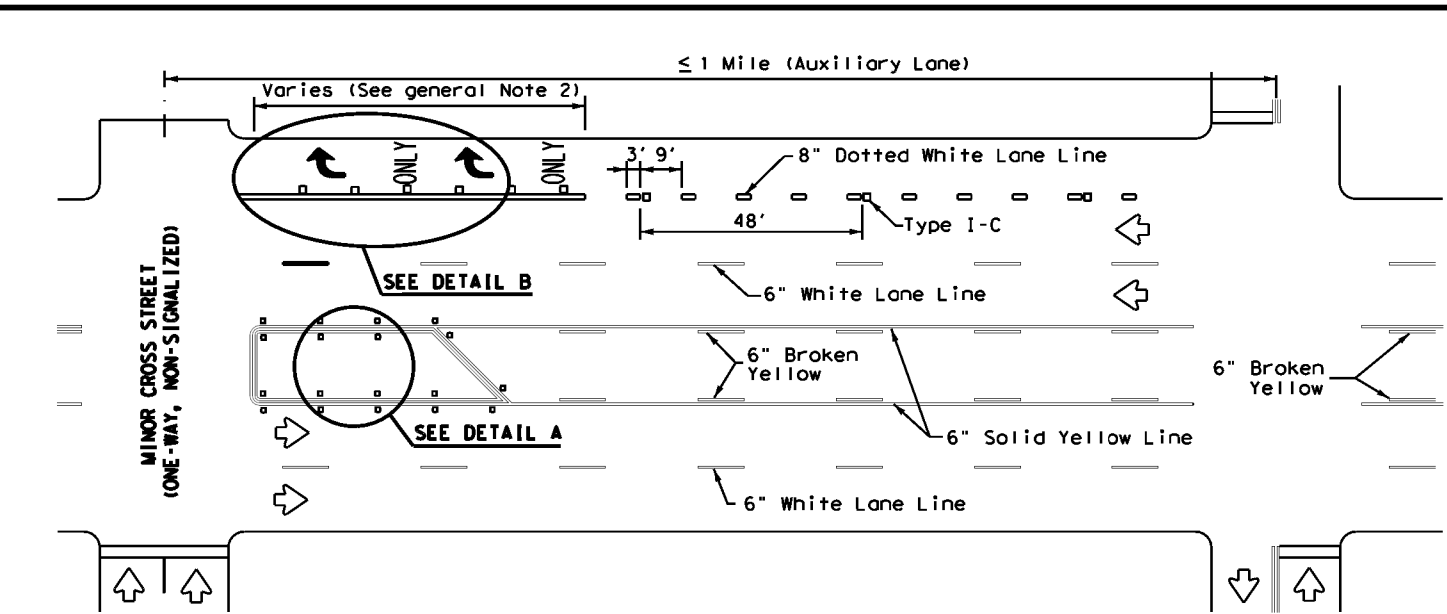 ≤ 1 Mile (Auxiliary Lane)
Varies (See general Note 2)
ONLY
ONLY
3' 9'
8" Dotted White Lane Line
48'
Type I-C
SEE DETAIL B
6" White Lane Line
MINOR CROSS STREET
(ONE-WAY, NON-SIGNALIZED)
6" Broken
Yellow
6" Broken
Yellow
SEE DETAIL A
6" Solid Yellow Line
6" White Lane Line